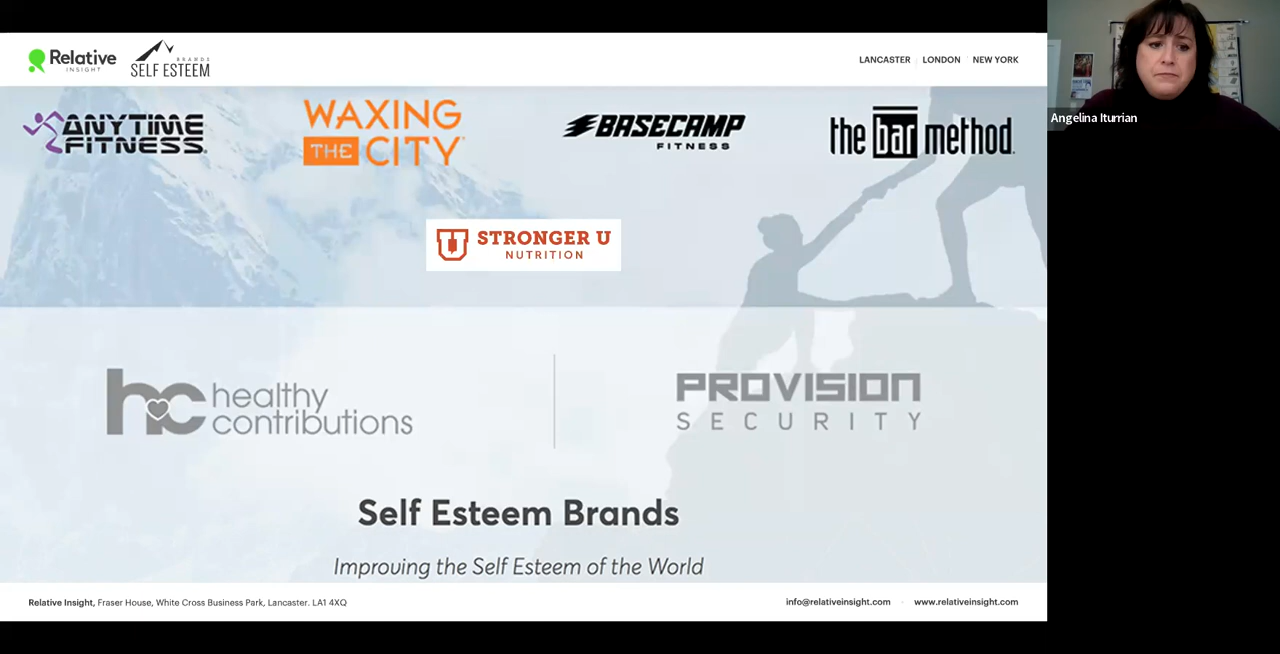 Relative
INSIGHT
BRANDS
SELF ESTEEM
LANCASTER LONDON NEW YORK
Angelina Iturrian
ANYTIME
FITNESS
WAXING
THE CITY
BASECAMP
FITNESS
the bar method
STRONGER U
NUTRITION
hc healthy
contributions
PROVISION
SECURITY
Self Esteem Brands
Improving the Self Esteem of the World
Relative Insight, Fraser House, White Cross Business Park, Lancaster. LA1 4XQ
info@relativeinsight.com · www.relativeinsight.com